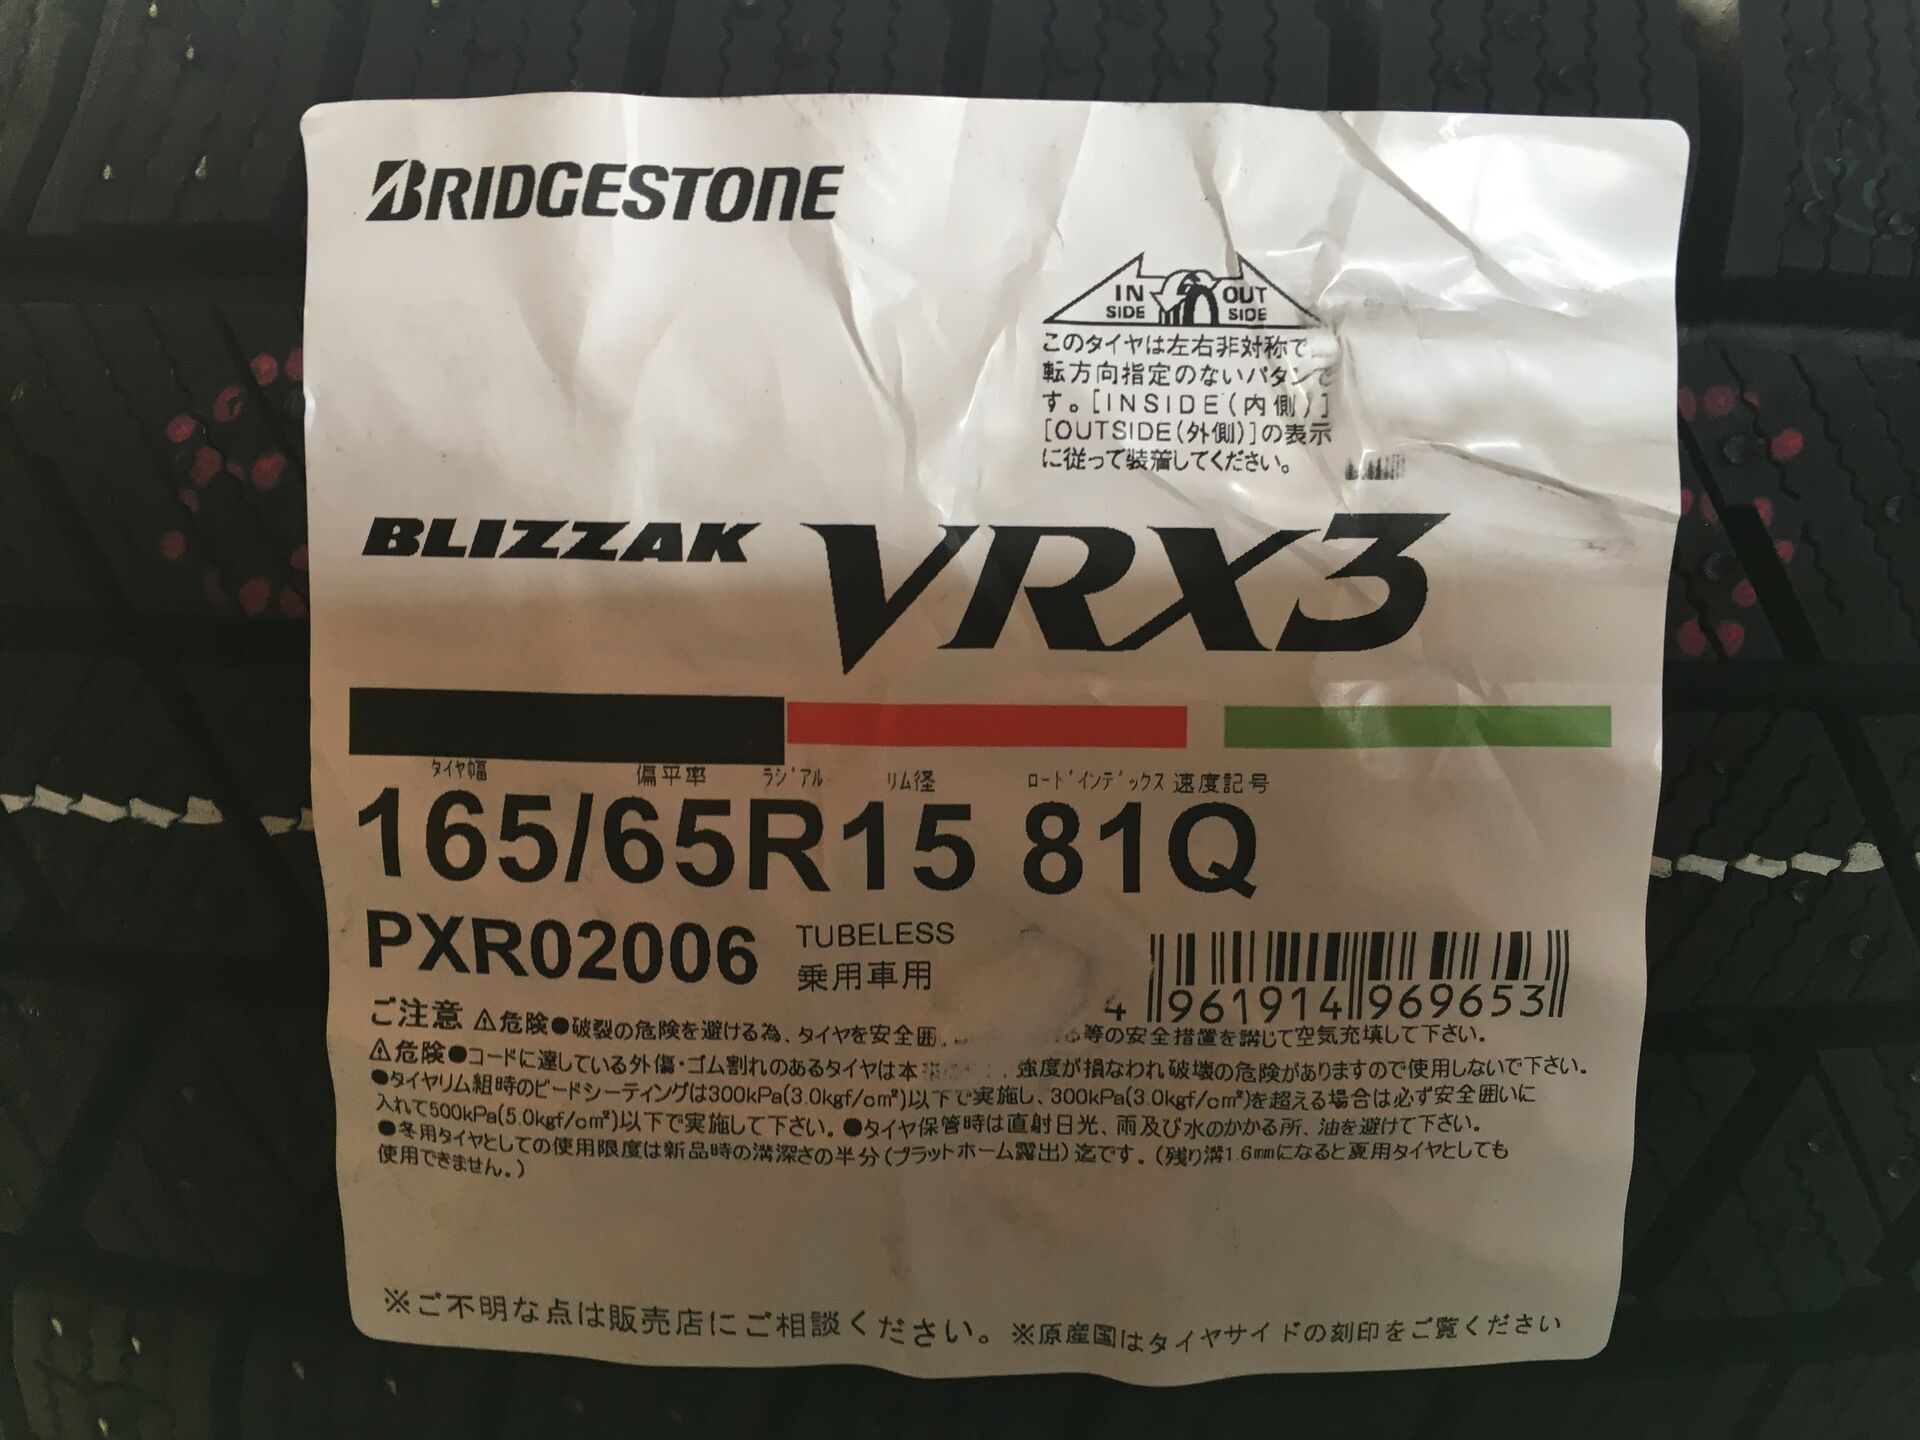 BRIDGESTONE
IN OUT
SIDE SIDE
このタイヤは左右非対称で
転方向指定のないパタンで
す。[INSIDE(内側)]
[OUTSIDE(外側)]の表示
に従って装着してください。
BLIZZAK VRX3
タイヤ幅 偏平率 ラジアル リム径 ロードインデックス 速度記号
165/65R15 81Q
PXR02006 TUBELESS
乗用車用
4 961914 969653
ご注意 ⚠危険●破裂の危険を避ける為、タイヤを安全囲 る等の安全措置を講じて空気充填して下さい。
⚠危険●コードに達している外傷・ゴム割れのあるタイヤは本 強度が損なわれ破壊の危険がありますので使用しないで下さい。
●タイヤリム組時のビードシーティングは300kPa(3.0kgf/cm²)以下で実施し、300kPa(3.0kgf/cm²)を超える場合は必ず安全囲いに
入れて500kPa(5.0kgf/cm²)以下で実施して下さい。●タイヤ保管時は直射日光、雨及び水のかかる所、油を避けて下さい。
●冬用タイヤとしての使用限度は新品時の溝深さの半分(プラットホーム露出)迄です。(残り溝1.6mmになると夏用タイヤとしても
使用できません。)
※ご不明な点は販売店にご相談ください。※原産国はタイヤサイドの刻印をご覧ください